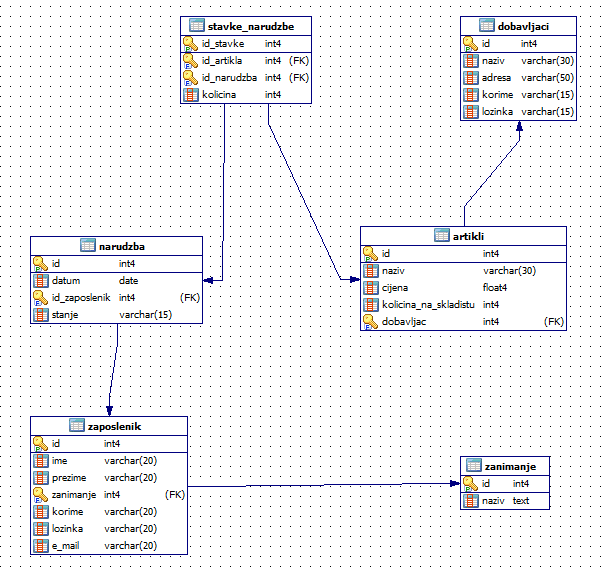 stavke_narudzbe
id_stavke int4
id_artikla int4 (FK)
id_narudzba int4 (FK)
kolicina int4
dobavljaci
id int4
naziv varchar(30)
adresa varchar(50)
korime varchar(15)
lozinka varchar(15)
narudzba
id int4
datum date
id_zaposlenik int4 (FK)
stanje varchar(15)
artikli
id int4
naziv varchar(30)
cijena float4
kolicina_na_skladistu int4
dobavljac int4 (FK)
zaposlenik
id int4
ime varchar(20)
prezime varchar(20)
zanimanje int4 (FK)
korime varchar(20)
lozinka varchar(20)
e_mail varchar(20)
zanimanje
id int4
naziv text